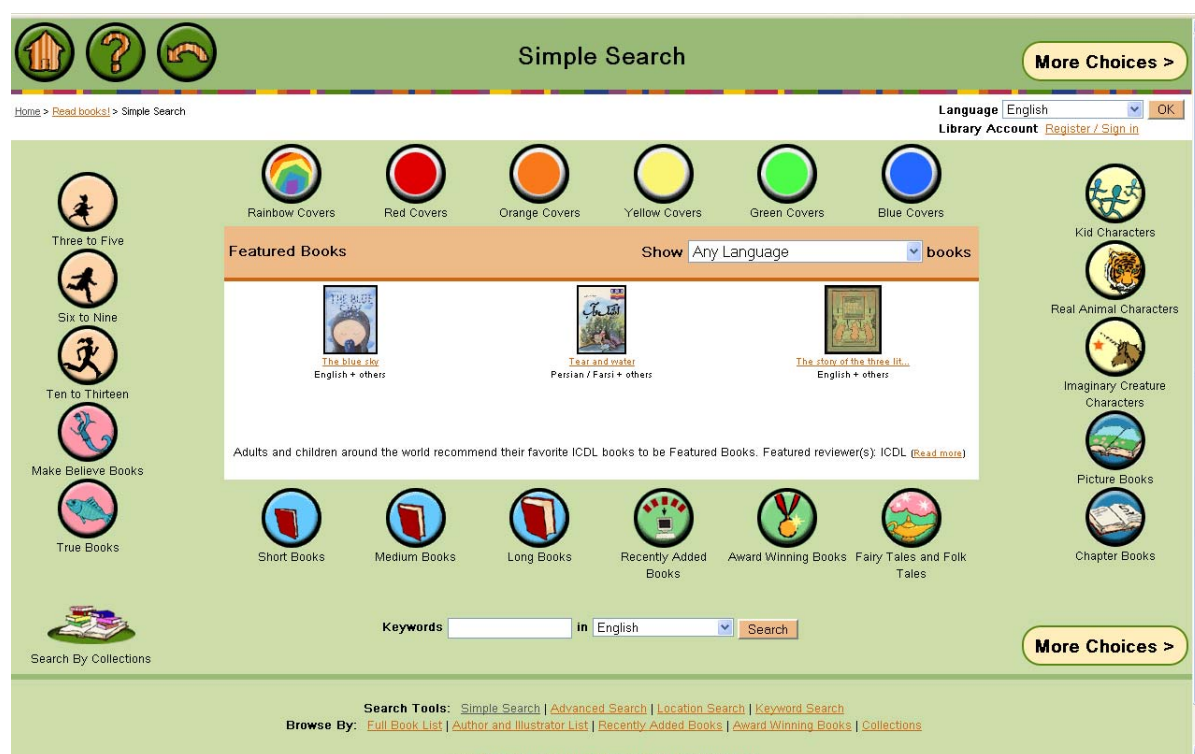 Simple Search
More Choices >
Home > Read books! > Simple Search
Language English OK
Library Account Register / Sign in
Rainbow Covers
Red Covers
Orange Covers
Yellow Covers
Green Covers
Blue Covers
Three to Five
Six to Nine
Ten to Thirteen
Make Believe Books
True Books
Featured Books
Show Any Language books
THE BLUE SKY
The blue sky
English + others
Tear and water
Persian / Farsi + others
The story of the three lit...
English + others
Adults and children around the world recommend their favorite ICDL books to be Featured Books. Featured reviewer(s): ICDL (Read more)
Kid Characters
Real Animal Characters
Imaginary Creature
Characters
Picture Books
Chapter Books
Short Books
Medium Books
Long Books
Recently Added
Books
Award Winning Books
Fairy Tales and Folk
Tales
Search By Collections
Keywords in English Search
More Choices >
Search Tools: Simple Search | Advanced Search | Location Search | Keyword Search
Browse By: Full Book List | Author and Illustrator List | Recently Added Books | Award Winning Books | Collections